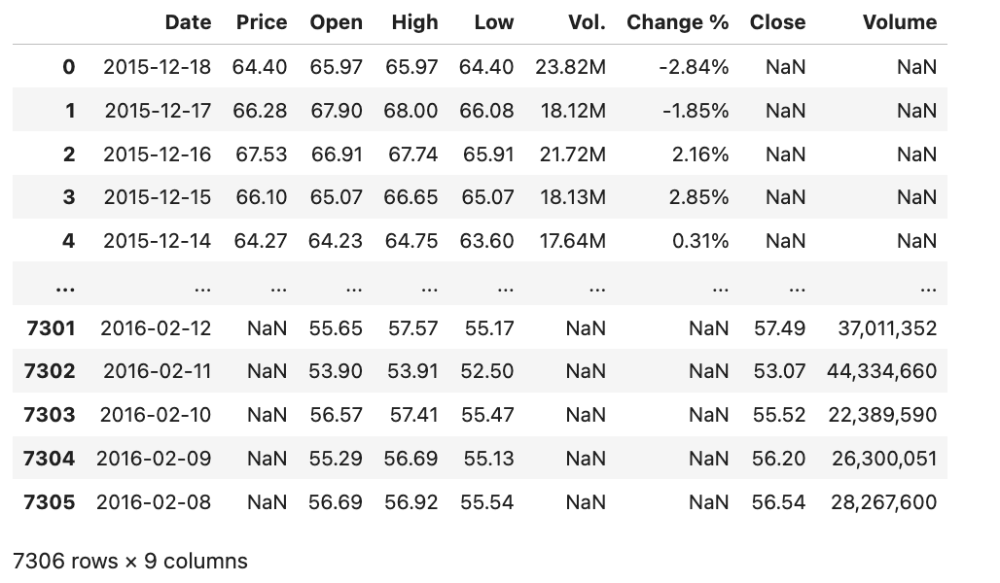 Date Price Open High Low Vol. Change % Close Volume
0 2015-12-18 64.40 65.97 65.97 64.40 23.82M -2.84% NaN NaN
1 2015-12-17 66.28 67.90 68.00 66.08 18.12M -1.85% NaN NaN
2 2015-12-16 67.53 66.91 67.74 65.91 21.72M 2.16% NaN NaN
3 2015-12-15 66.10 65.07 66.65 65.07 18.13M 2.85% NaN NaN
4 2015-12-14 64.27 64.23 64.75 63.60 17.64M 0.31% NaN NaN
... ... ... ... ... ... ... ... ... ...
7301 2016-02-12 NaN 55.65 57.57 55.17 NaN NaN 57.49 37,011,352
7302 2016-02-11 NaN 53.90 53.91 52.50 NaN NaN 53.07 44,334,660
7303 2016-02-10 NaN 56.57 57.41 55.47 NaN NaN 55.52 22,389,590
7304 2016-02-09 NaN 55.29 56.69 55.13 NaN NaN 56.20 26,300,051
7305 2016-02-08 NaN 56.69 56.92 55.54 NaN NaN 56.54 28,267,600
7306 rows × 9 columns